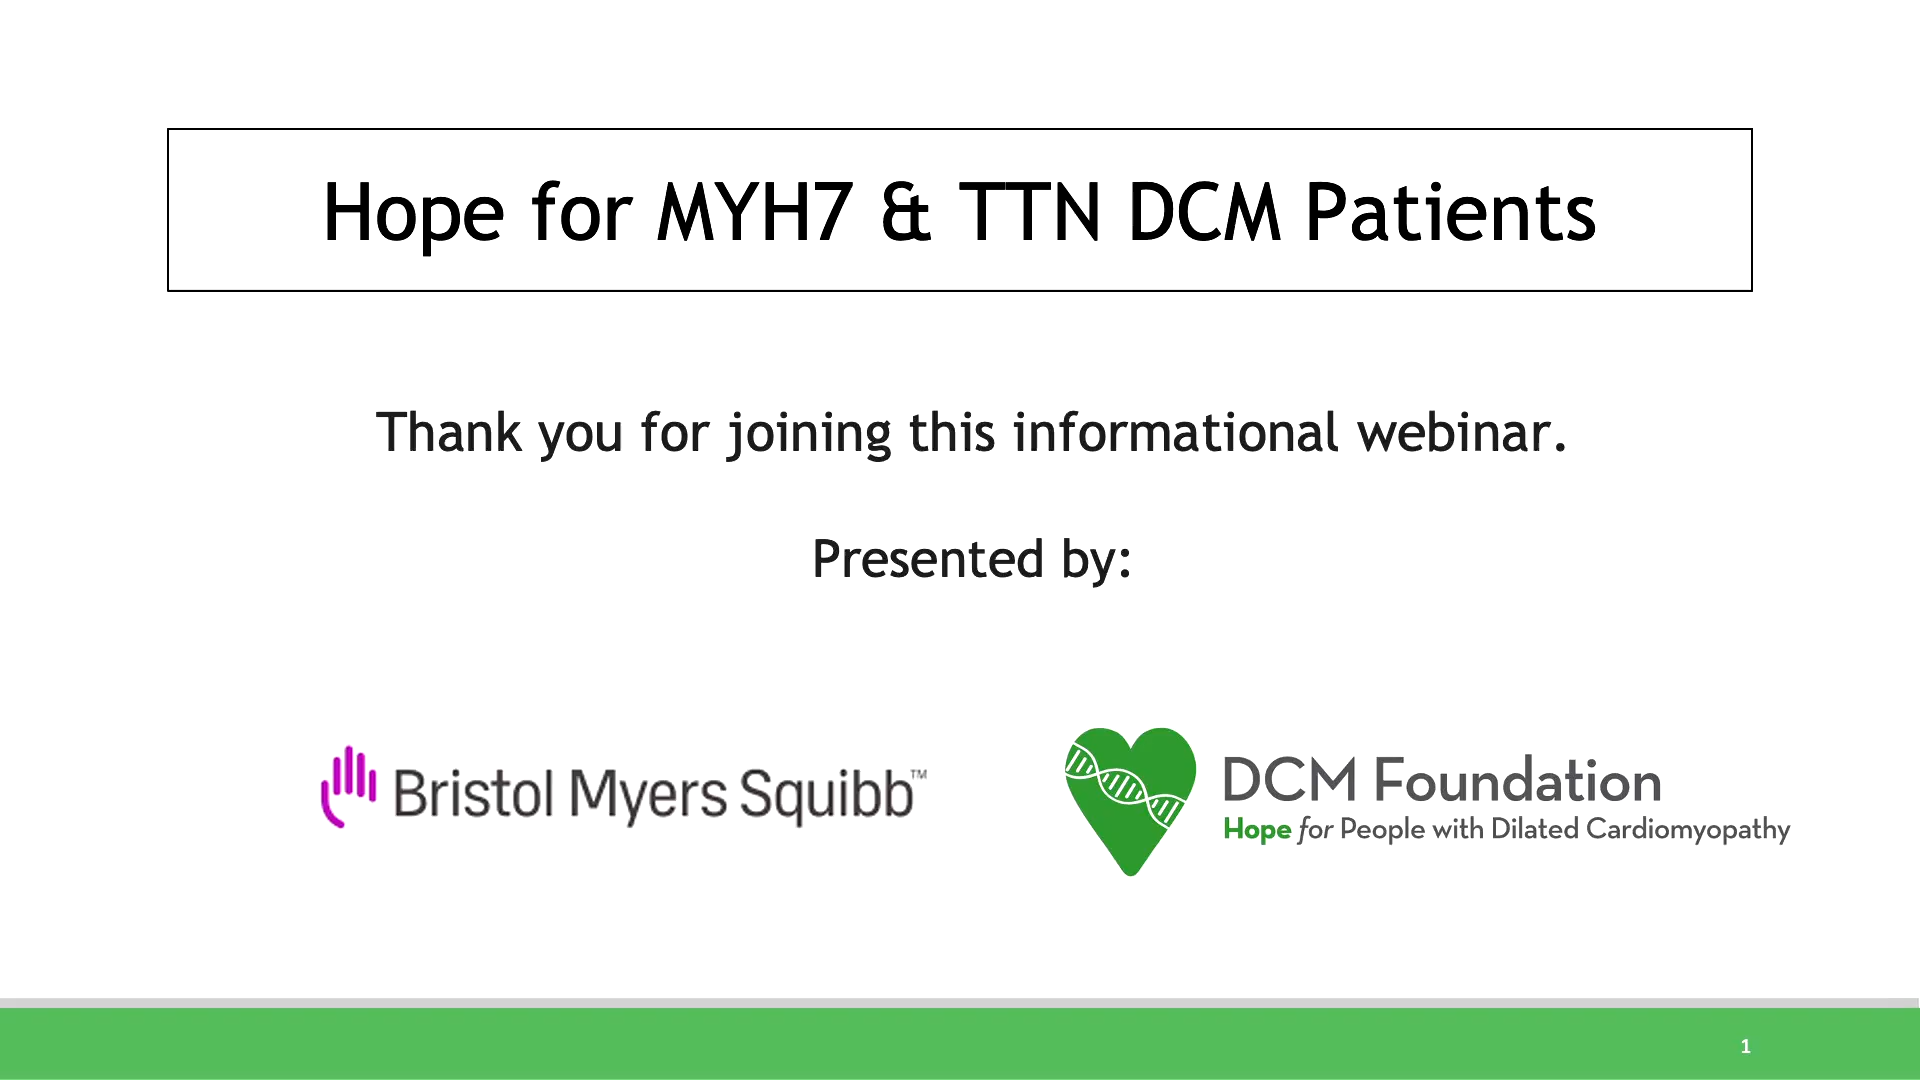 Hope for MYH7 & TTN DCM Patients
Thank you for joining this informational webinar.
Presented by:
Bristol Myers Squibb™
DCM Foundation
Hope for People with Dilated Cardiomyopathy
1